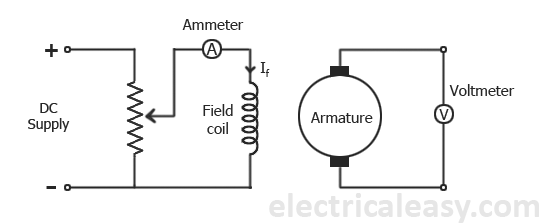 Ammeter
+
A
If
DC
Supply
Field
coil
Armature
Voltmeter
V
-
electricaleasy.com